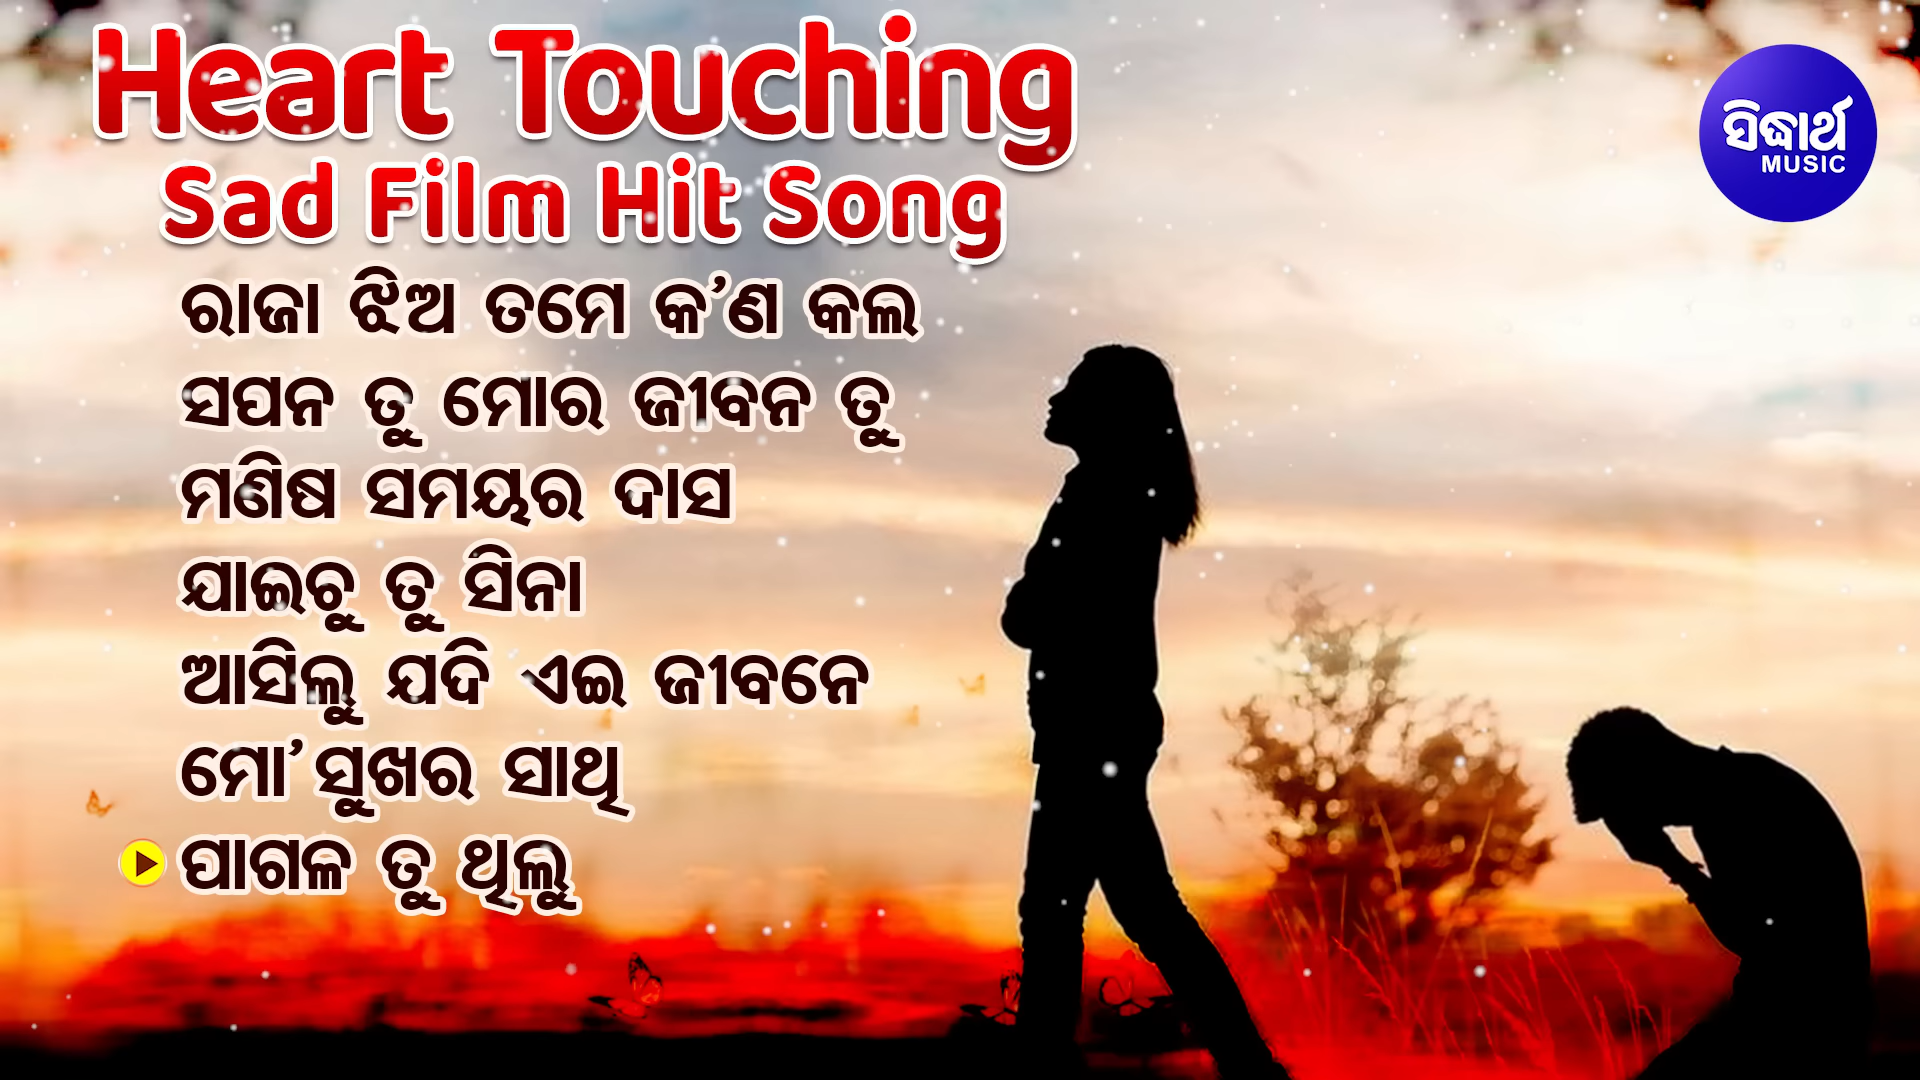 Heart Touching
Sad Film Hit Song
ସିଦ୍ଧାର୍ଥ
MUSIC
ରାଜା ଝିଅ ତମେ କ’ଣ କଲ
ସପନ ତୁ ମୋର ଜୀବନ ତୁ
ମଣିଷ ସମୟର ଦାସ
ଯାଇଚୁ ତୁ ସିନା
ଆସିଲୁ ଯଦି ଏଇ ଜୀବନେ
ମୋ’ ସୁଖର ସାଥି
ପାଗଳ ତୁ ଥିଲୁ